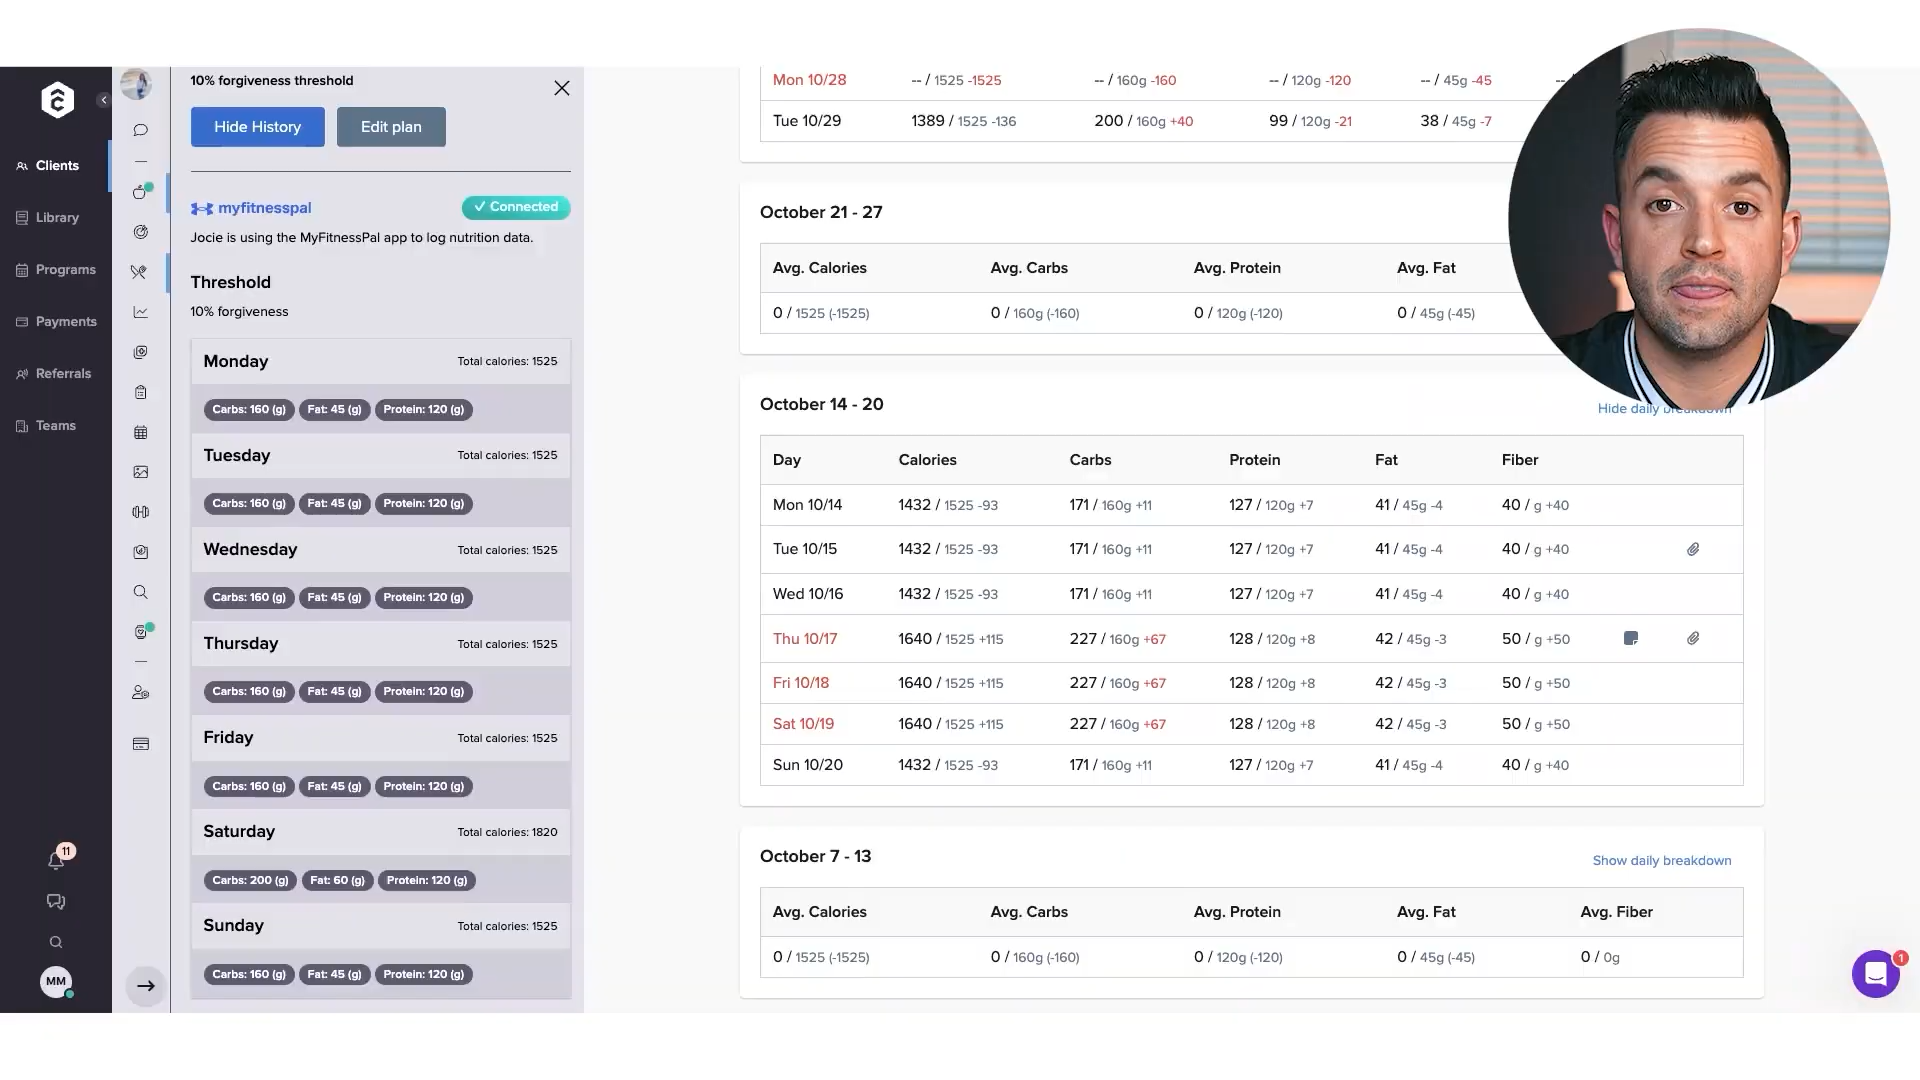 Clients
Library
Programs
Payments
Referrals
Teams
11
MM
10% forgiveness threshold
Hide History
Edit plan
myfitnesspal
✓ Connected
Jocie is using the MyFitnessPal app to log nutrition data.
Threshold
10% forgiveness
Monday Total calories: 1525
Carbs: 160 (g) Fat: 45 (g) Protein: 120 (g)
Tuesday Total calories: 1525
Carbs: 160 (g) Fat: 45 (g) Protein: 120 (g)
Wednesday Total calories: 1525
Carbs: 160 (g) Fat: 45 (g) Protein: 120 (g)
Thursday Total calories: 1525
Carbs: 160 (g) Fat: 45 (g) Protein: 120 (g)
Friday Total calories: 1525
Carbs: 160 (g) Fat: 45 (g) Protein: 120 (g)
Saturday Total calories: 1820
Carbs: 200 (g) Fat: 60 (g) Protein: 120 (g)
Sunday Total calories: 1525
Carbs: 160 (g) Fat: 45 (g) Protein: 120 (g)
Mon 10/28 -- / 1525 -1525 -- / 160g -160 -- / 120g -120 -- / 45g -45 -- /
Tue 10/29 1389 / 1525 -136 200 / 160g +40 99 / 120g -21 38 / 45g -7
October 21 - 27
Avg. Calories Avg. Carbs Avg. Protein Avg. Fat
0 / 1525 (-1525) 0 / 160g (-160) 0 / 120g (-120) 0 / 45g (-45)
October 14 - 20
Hide daily breakdown
Day Calories Carbs Protein Fat Fiber
Mon 10/14 1432 / 1525 -93 171 / 160g +11 127 / 120g +7 41 / 45g -4 40 / g +40
Tue 10/15 1432 / 1525 -93 171 / 160g +11 127 / 120g +7 41 / 45g -4 40 / g +40
Wed 10/16 1432 / 1525 -93 171 / 160g +11 127 / 120g +7 41 / 45g -4 40 / g +40
Thu 10/17 1640 / 1525 +115 227 / 160g +67 128 / 120g +8 42 / 45g -3 50 / g +50
Fri 10/18 1640 / 1525 +115 227 / 160g +67 128 / 120g +8 42 / 45g -3 50 / g +50
Sat 10/19 1640 / 1525 +115 227 / 160g +67 128 / 120g +8 42 / 45g -3 50 / g +50
Sun 10/20 1432 / 1525 -93 171 / 160g +11 127 / 120g +7 41 / 45g -4 40 / g +40
October 7 - 13
Show daily breakdown
Avg. Calories Avg. Carbs Avg. Protein Avg. Fat Avg. Fiber
0 / 1525 (-1525) 0 / 160g (-160) 0 / 120g (-120) 0 / 45g (-45) 0 / 0g
1